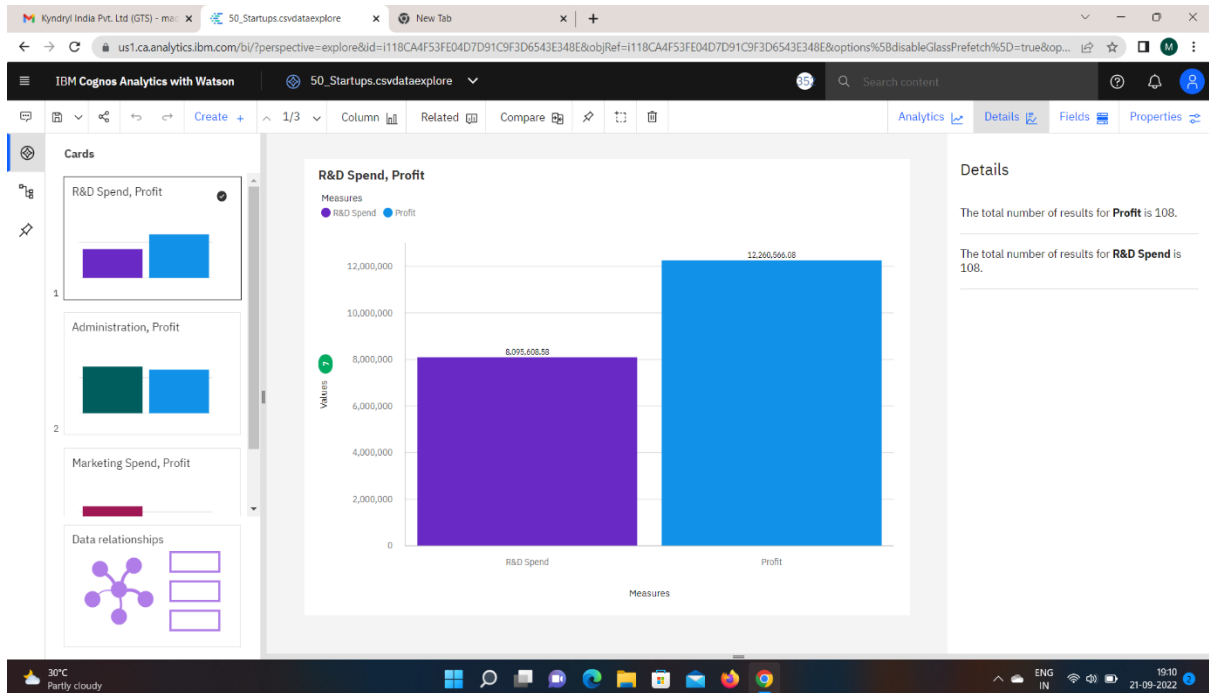 Kyndryl India Pvt. Ltd (GTS) - mac
50_Startups.csvdataexplore
New Tab
us1.ca.analytics.ibm.com/bi/?perspective=explore&id=i118CA4F53FE04D7D91C9F3D6543E348E&objRef=i118CA4F53FE04D7D91C9F3D6543E348E&options%5BdisableGlassPrefetch%5D=true&op...
M
IBM Cognos Analytics with Watson
50_Startups.csvdataexplore
Search content
Create +
1/3
Column
Related
Compare
Analytics
Details
Fields
Properties
Cards
R&D Spend, Profit
1
Administration, Profit
2
Marketing Spend, Profit
Data relationships
R&D Spend, Profit
Measures
R&D Spend
Profit
12,260,566.08
12,000,000
10,000,000
8,095,608.58
8,000,000
6,000,000
4,000,000
2,000,000
0
Values
7
R&D Spend
Profit
Measures
Details
The total number of results for Profit is 108.
The total number of results for R&D Spend is
108.
30°C
Partly cloudy
ENG
IN
19:10
21-09-2022
2